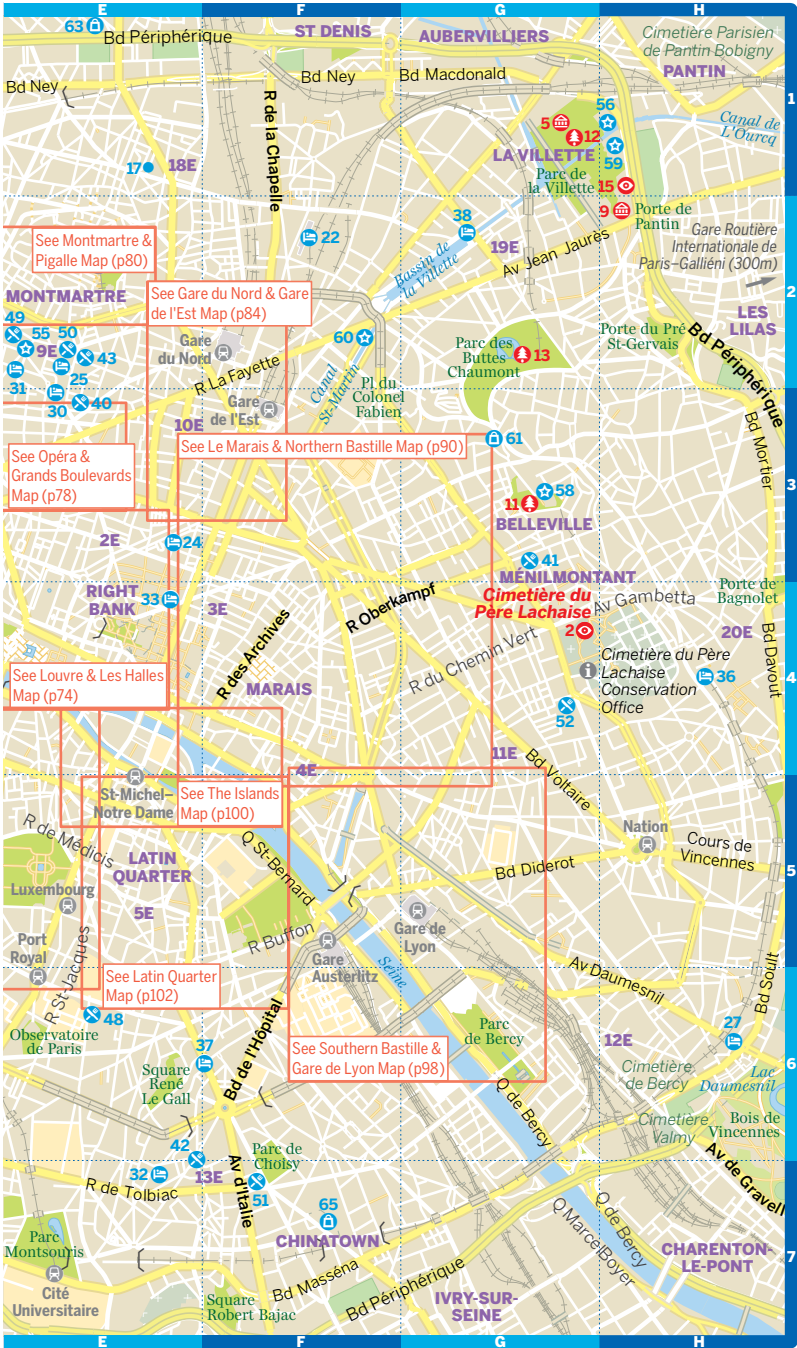 E
F
G
H
63
Bd Périphérique
ST DENIS
AUBERVILLIERS
Cimetière Parisien
de Pantin Bobigny
PANTIN
Bd Ney
Bd Ney
Bd Macdonald
1
R de la Chapelle
5
12
56
Canal de
L'Ourcq
59
LA VILLETTE
17
18E
Parc de
la Villette
15
9
Porte de
Pantin
38
22
19E
Gare Routière
Internationale de
Paris–Galliéni (300m)
See Montmartre &
Pigalle Map (p80)
Bassin de
la Villette
Av Jean Jaurès
2
MONTMARTRE
See Gare du Nord & Gare
de l'Est Map (p84)
LES
LILAS
49
55
50
9E
43
31
25
30
40
60
Gare
du Nord
R La Fayette
Canal
St-Martin
Parc des
Buttes
Chaumont
13
Porte du Pré
St-Gervais
Bd Périphérique
Pl du
Colonel
Fabien
Gare
de l'Est
10E
See Le Marais & Northern Bastille Map (p90)
61
Bd Mortier
See Opéra &
Grands Boulevards
Map (p78)
3
58
11
BELLEVILLE
2E
24
41
MÉNILMONTANT
RIGHT
BANK
33
3E
R des Archives
R Oberkampf
Cimetière du
Père Lachaise
2
Av Gambetta
Porte de
Bagnolet
20E
Bd Davout
R du Chemin Vert
Cimetière du Père
Lachaise
Conservation
Office
36
4
See Louvre & Les Halles
Map (p74)
MARAIS
52
11E
4E
Bd Voltaire
St-Michel–
Notre Dame
See The Islands
Map (p100)
Nation
R de Médicis
Cours de
Vincennes
LATIN
QUARTER
Q St-Bernard
Bd Diderot
5
Luxembourg
5E
Gare de
Lyon
R Buffon
Port
Royal
Gare
Austerlitz
Seine
R St-Jacques
See Latin Quarter
Map (p102)
Av Daumesnil
Bd Soult
48
Observatoire
de Paris
Bd de l'Hôpital
Parc
de Bercy
12E
27
37
See Southern Bastille &
Gare de Lyon Map (p98)
6
Square
René
Le Gall
Cimetière
de Bercy
Lac
Daumesnil
Q de Bercy
Cimetière
Valmy
Bois de
Vincennes
42
Parc de
Choisy
Av de Gravell
32
13E
R de Tolbiac
Av d'Italie
51
65
CHINATOWN
Q de Bercy
Q MarcelBoyer
Parc
Montsouris
CHARENTON-
LE-PONT
7
Cité
Universitaire
Bd Masséna
Bd Périphérique
Square
Robert Bajac
IVRY-SUR-
SEINE
E
F
G
H